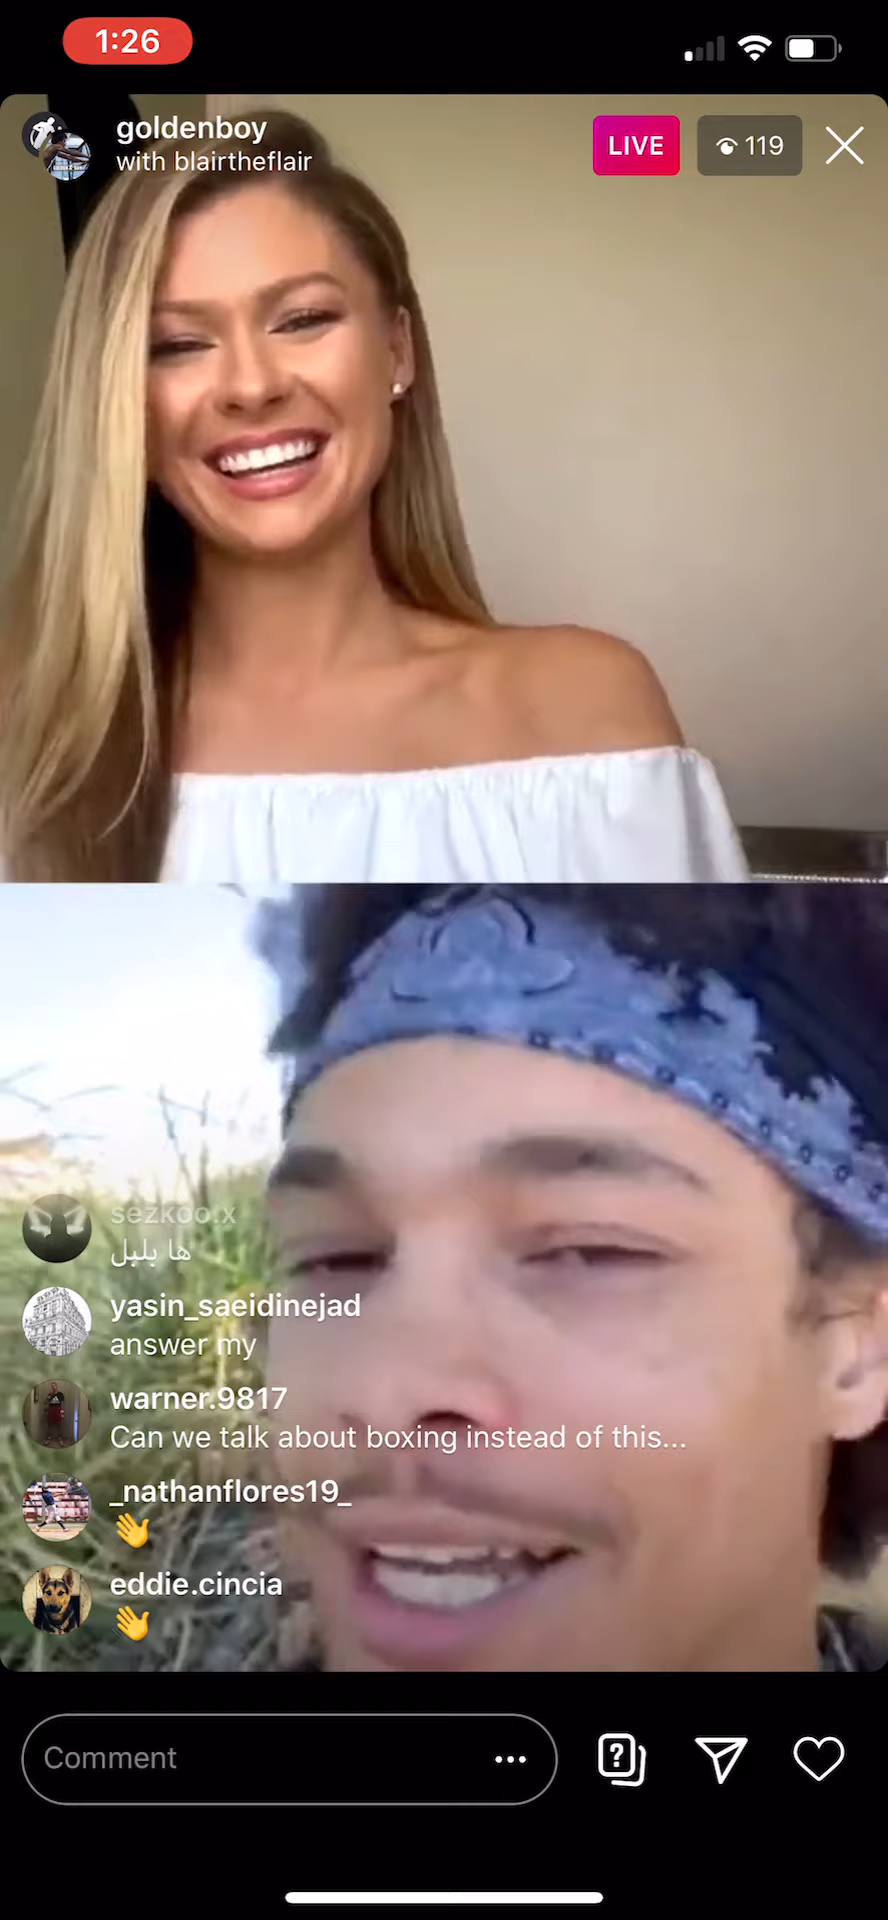 1:26
goldenboy
with blairtheflair
LIVE
119
sezkoo.x
ها بلبل
yasin_saeidinejad
answer my
warner.9817
Can we talk about boxing instead of this...
_nathanflores19_
👋
eddie.cincia
👋
Comment